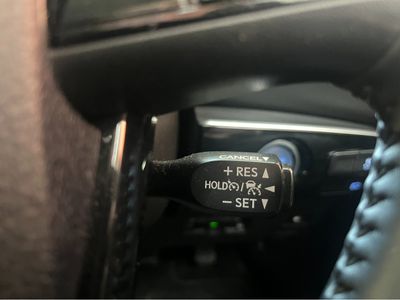 CANCEL▼
+ RES ▲
HOLD / ◄
− SET ▼